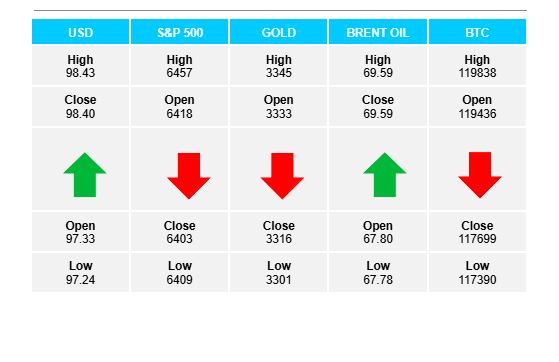 USD S&P 500 GOLD BRENT OIL BTC
High High High High High
98.43 6457 3345 69.59 119838
Close Open Open Close Open
98.40 6418 3333 69.59 119436
Open Close Close Open Close
97.33 6403 3316 67.80 117699
Low Low Low Low Low
97.24 6409 3301 67.78 117390